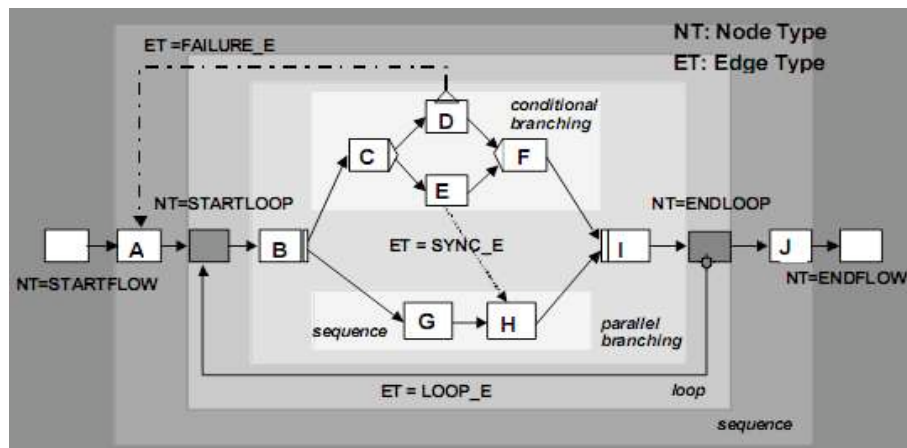 NT: Node Type
ET: Edge Type
ET =FAILURE_E
conditional
branching
D
C
F
E
NT=STARTLOOP
NT=ENDLOOP
A
B
ET = SYNC_E
I
J
NT=STARTFLOW
NT=ENDFLOW
G
H
sequence
parallel
branching
ET = LOOP_E
loop
sequence